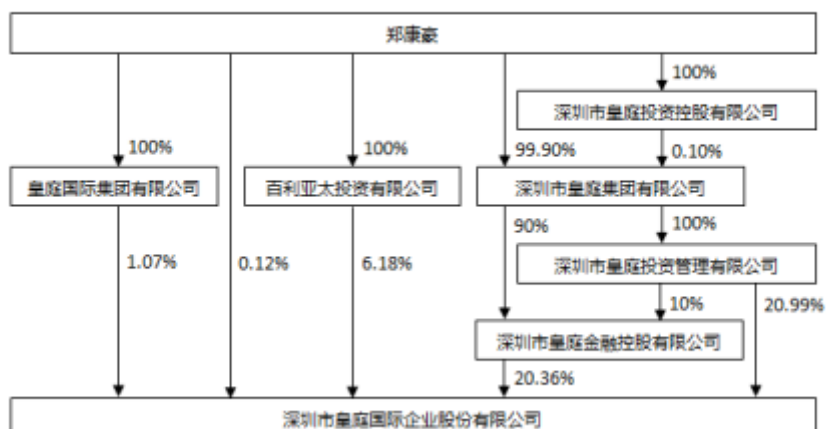 郑康豪
100%
深圳市皇庭投资控股有限公司
100%
100%
99.90%
0.10%
皇庭国际集团有限公司
百利亚太投资有限公司
深圳市皇庭集团有限公司
90%
100%
1.07%
0.12%
6.18%
深圳市皇庭投资管理有限公司
10%
20.99%
深圳市皇庭金融控股有限公司
20.36%
深圳市皇庭国际企业股份有限公司